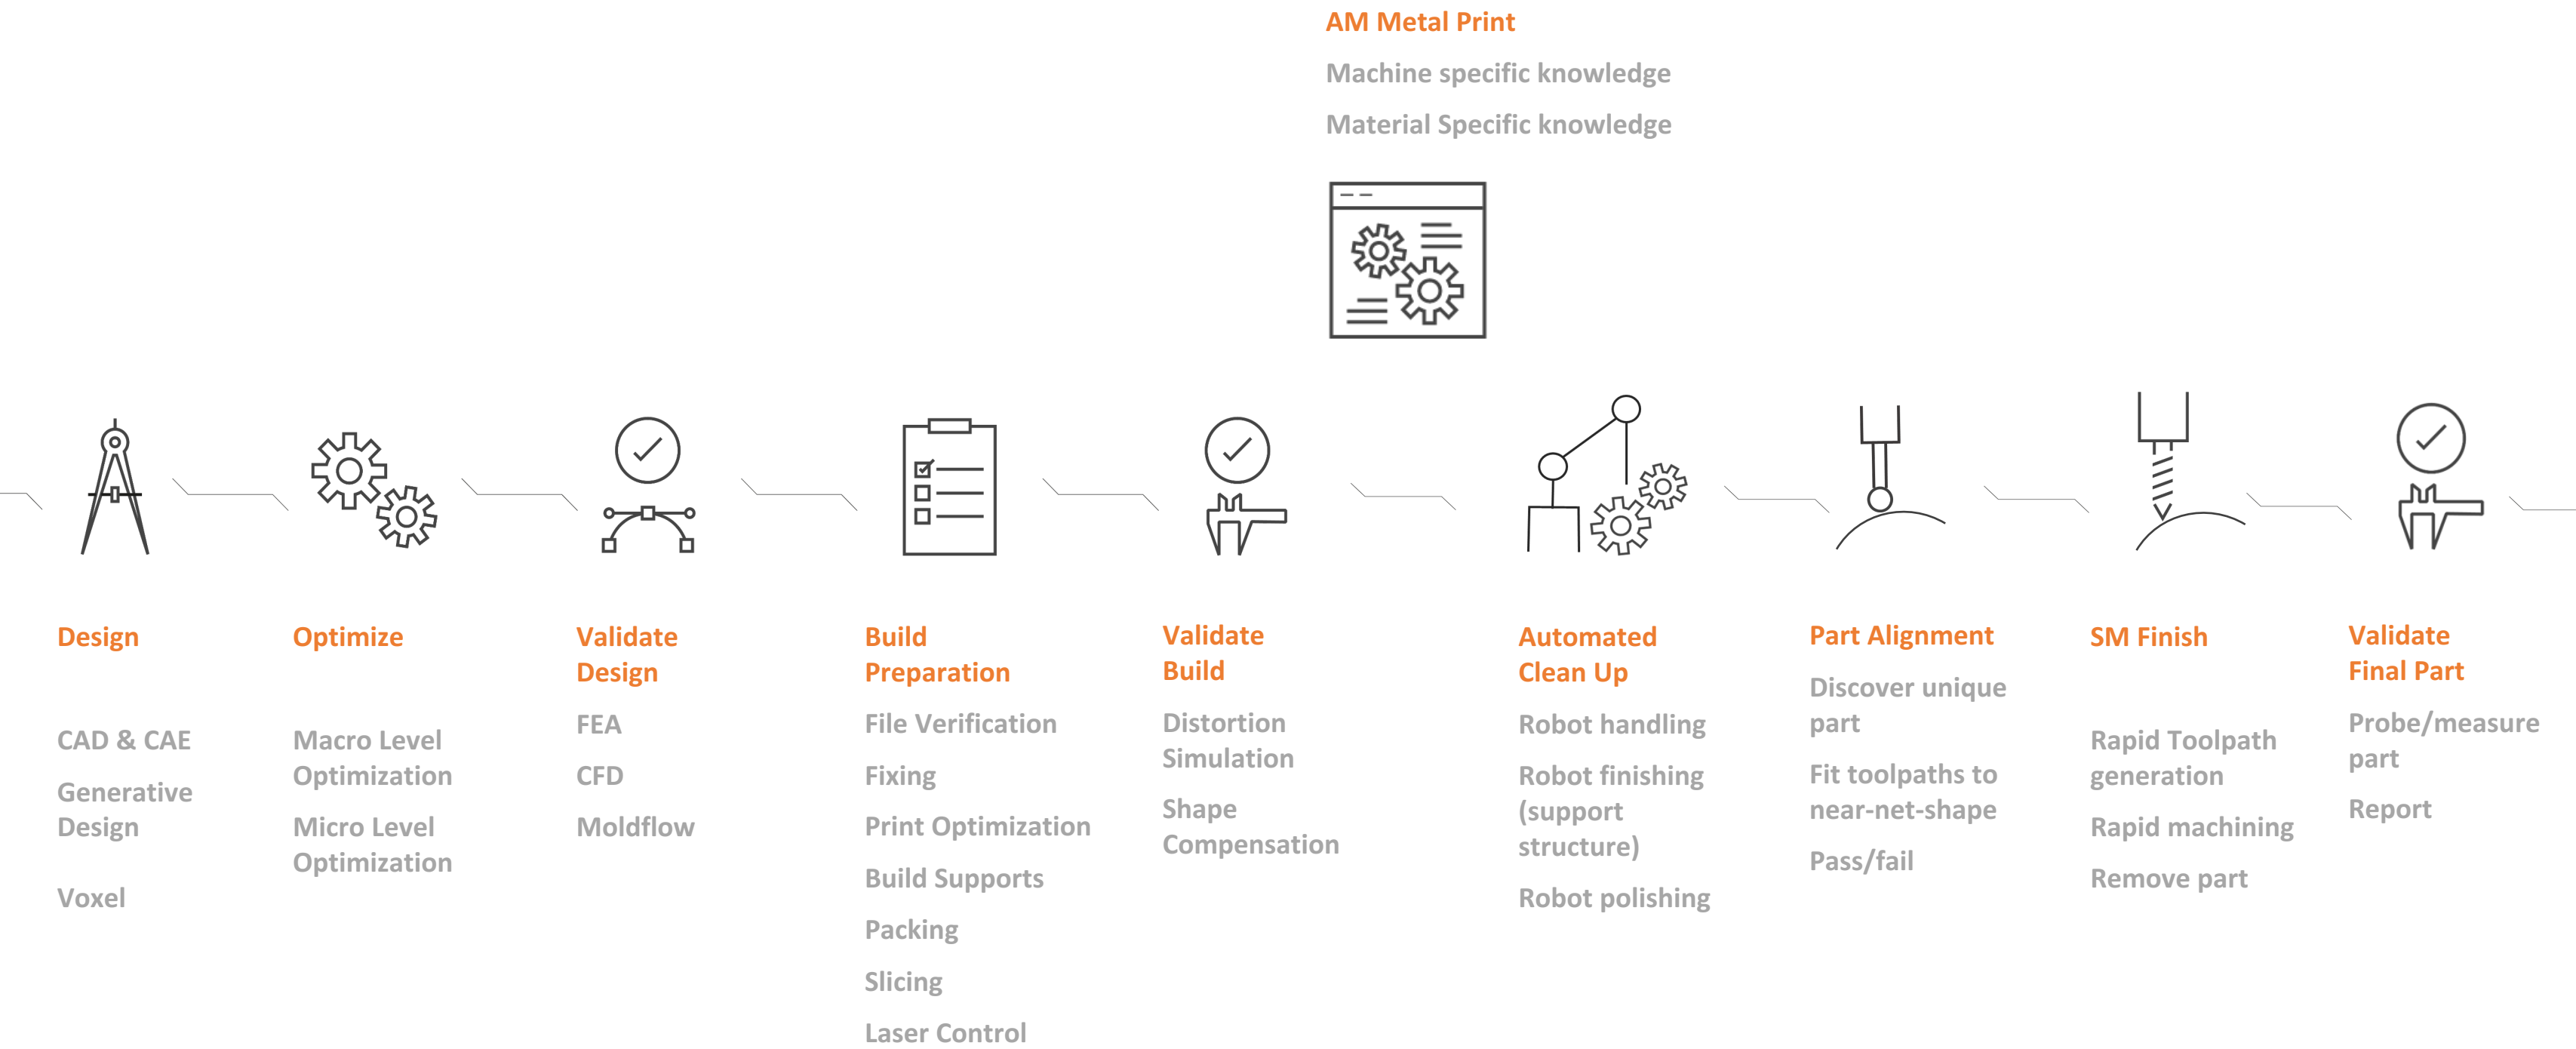 AM Metal Print
Machine specific knowledge
Material Specific knowledge
Design
CAD & CAE
Generative
Design
Voxel
Optimize
Macro Level
Optimization
Micro Level
Optimization
Validate
Design
FEA
CFD
Moldflow
Build
Preparation
File Verification
Fixing
Print Optimization
Build Supports
Packing
Slicing
Laser Control
Validate
Build
Distortion
Simulation
Shape
Compensation
Automated
Clean Up
Robot handling
Robot finishing
(support
structure)
Robot polishing
Part Alignment
Discover unique
part
Fit toolpaths to
near-net-shape
Pass/fail
SM Finish
Rapid Toolpath
generation
Rapid machining
Remove part
Validate
Final Part
Probe/measure
part
Report